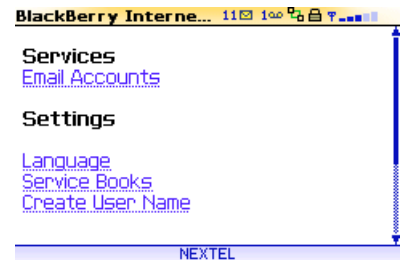 BlackBerry Interne... 11 1
Services
Email Accounts
Settings
Language
Service Books
Create User Name
NEXTEL